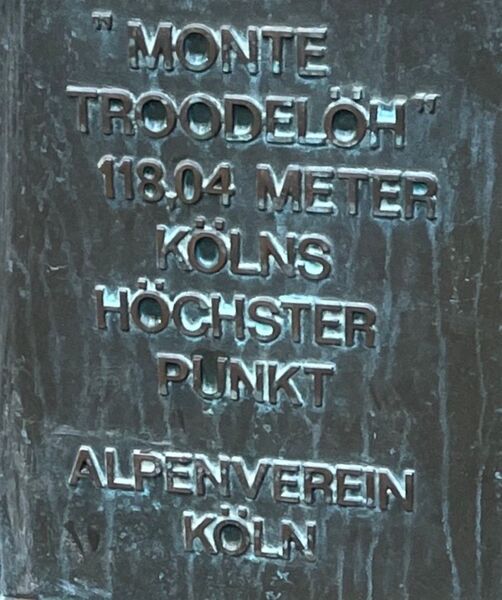 "MONTE
TROODELÖH"
118,04 METER
KÖLNS
HÖCHSTER
PUNKT
ALPENVEREIN
KÖLN